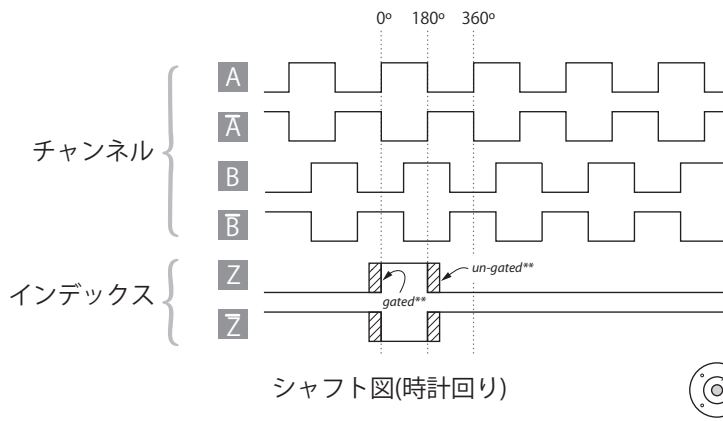 0º 180º 360º
A
A̅
チャンネル
B
B̅
Z
un-gated**
インデックス
gated**
Z̅
シャフト図(時計回り)